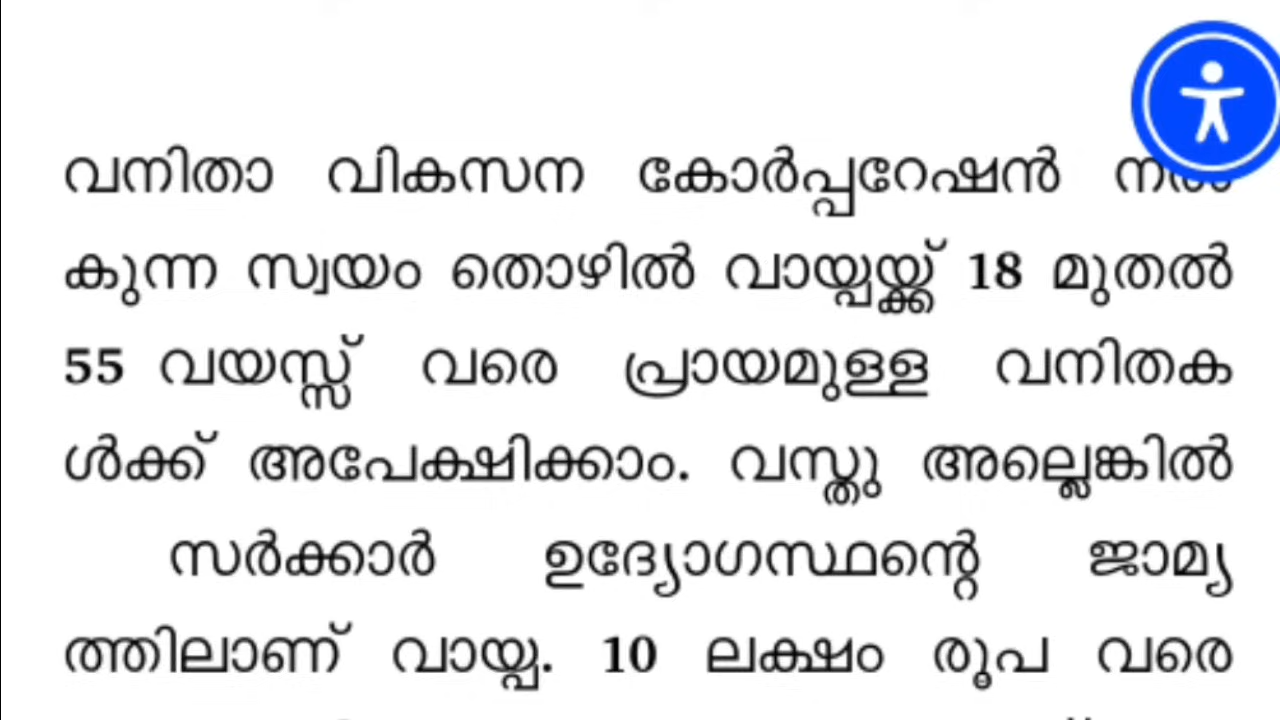 വനിതാ വികസന കോർപ്പറേഷൻ
കുന്ന സ്വയം തൊഴിൽ വായ്പയ്ക്ക് 18 മുതൽ
55 വയസ്സ് വരെ പ്രായമുള്ള വനിതക
ൾക്ക് അപേക്ഷിക്കാം. വസ്തു അല്ലെങ്കിൽ
സർക്കാർ ഉദ്യോഗസ്ഥന്റെ ജാമ്യ
ത്തിലാണ് വായ്പ. 10 ലക്ഷം രൂപ വരെ